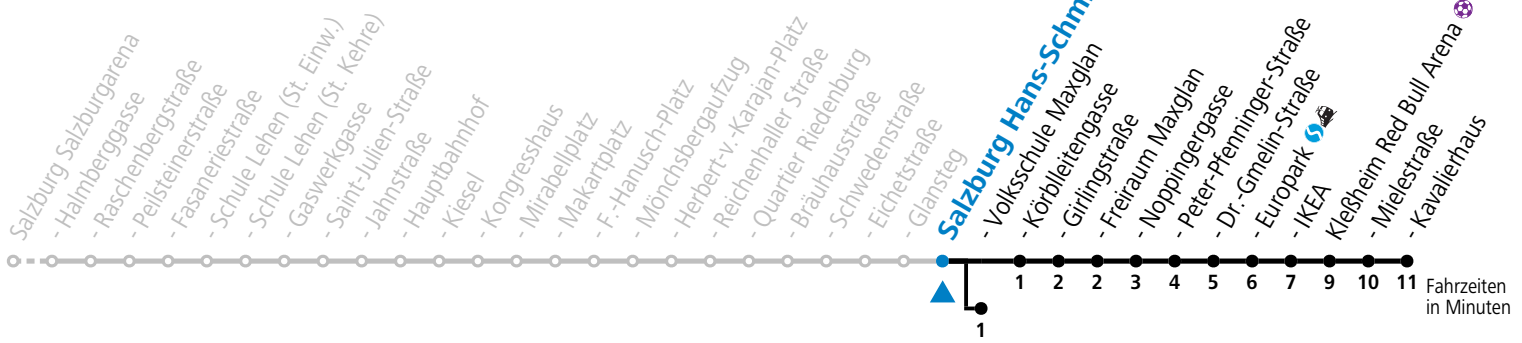 Salzburg Salzburgarena
- Halmberggasse
- Raschenbergstraße
- Peilsteinerstraße
- Fasaneriestraße
- Schule Lehen (St. Einw.)
- Schule Lehen (St. Kehre)
- Gaswerkgasse
- Saint-Julien-Straße
- Jahnstraße
- Hauptbahnhof
- Kiesel
- Kongresshaus
- Mirabellplatz
- Makartplatz
- F.-Hanusch-Platz
- Mönchsbergaufzug
- Herbert-v.-Karajan-Platz
- Reichenhaller Straße
- Quartier Riedenburg
- Bräuhausstraße
- Schwedenstraße
- Eichetstraße
- Glansteg
Salzburg Hans-Schm
- Volksschule Maxglan
- Körblleitengasse
- Girlingstraße
- Freiraum Maxglan
- Noppingergasse
- Peter-Pfenninger-Straße
- Dr.-Gmelin-Straße
- Europark
- IKEA
Kleßheim Red Bull Arena
- Mielestraße
- Kavalierhaus
1 2 2 3 4 5 6 7 9 10 11
Fahrzeiten
in Minuten
1